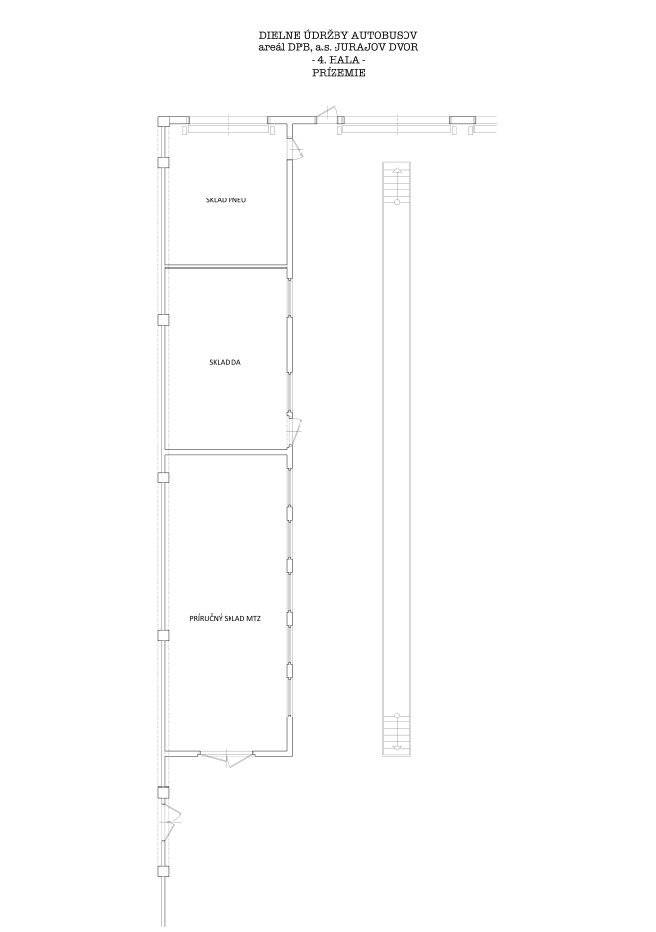 DIELNE ÚDRŽBY AUTOBUSOV
areál DPB, a.s. JURAJOV DVOR
- 4. HALA -
PRÍZEMIE
SKLAD PNEU
SKLAD DA
PRÍRUČNÝ SKLAD MTZ